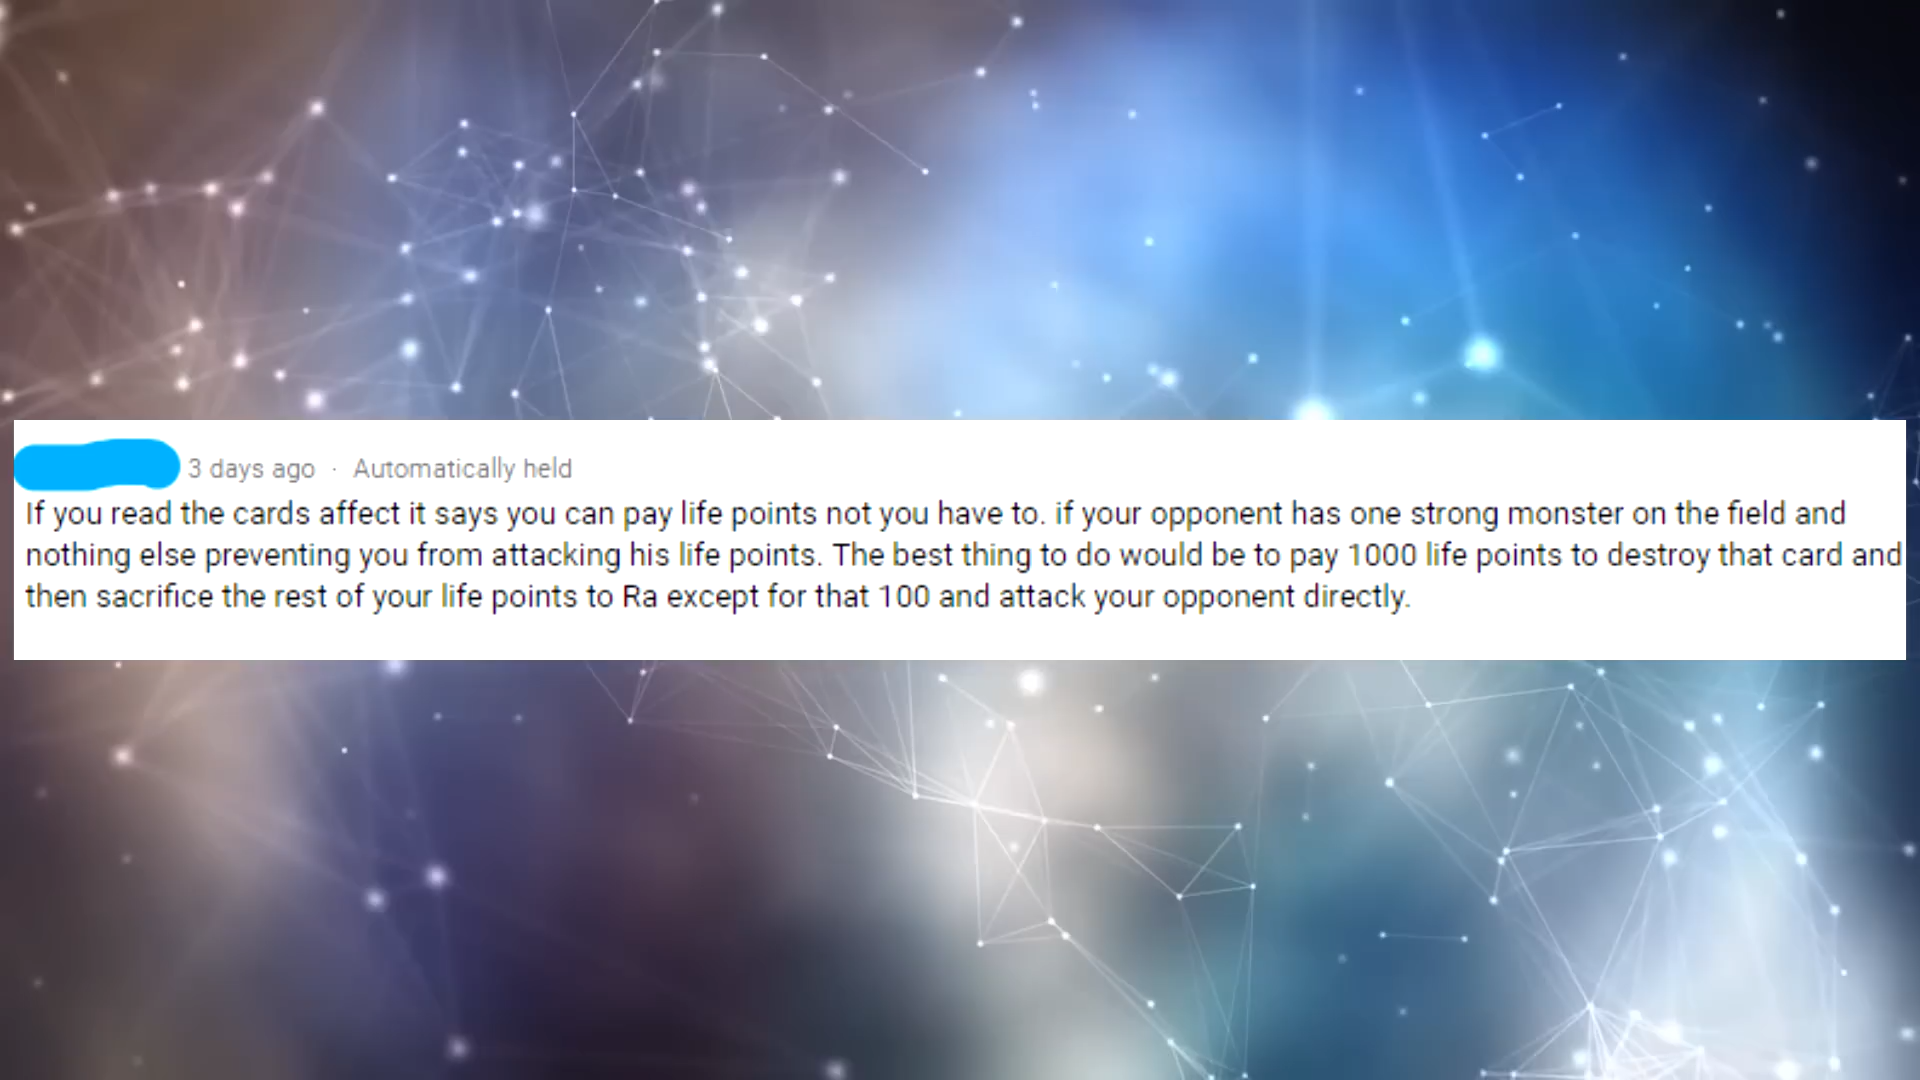 3 days ago · Automatically held
If you read the cards affect it says you can pay life points not you have to. if your opponent has one strong monster on the field and
nothing else preventing you from attacking his life points. The best thing to do would be to pay 1000 life points to destroy that card and
then sacrifice the rest of your life points to Ra except for that 100 and attack your opponent directly.